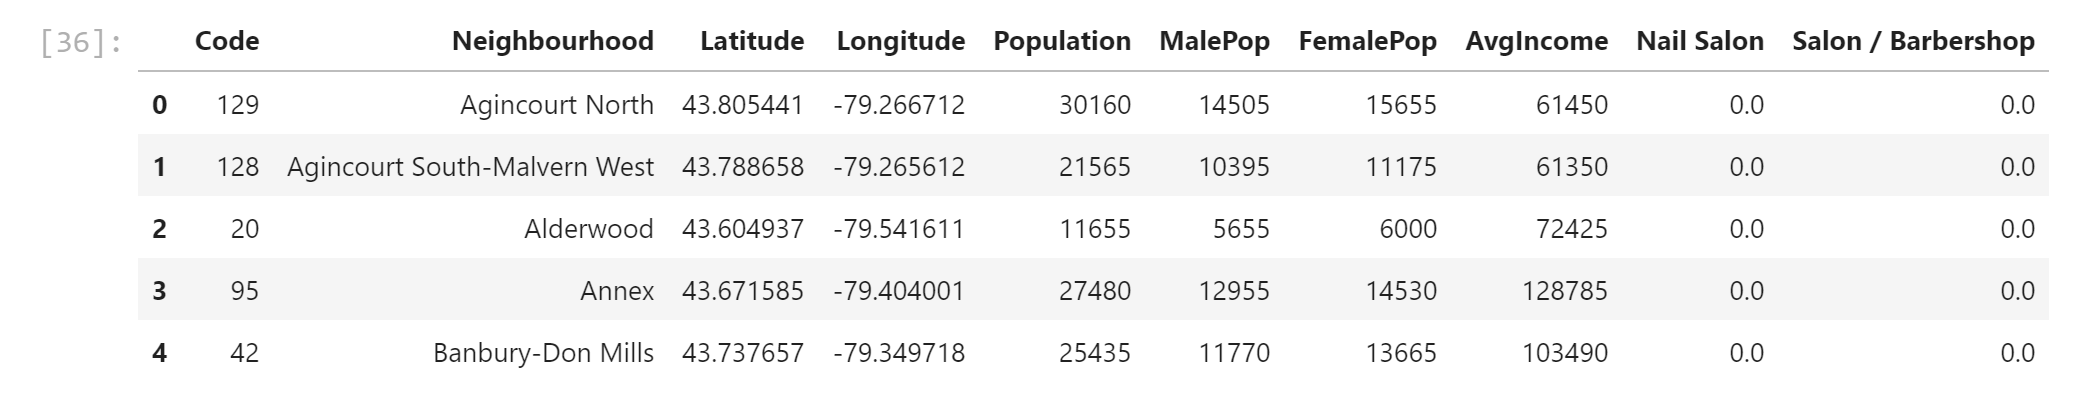 [36]: Code Neighbourhood Latitude Longitude Population MalePop FemalePop AvgIncome Nail Salon Salon / Barbershop
0 129 Agincourt North 43.805441 -79.266712 30160 14505 15655 61450 0.0 0.0
1 128 Agincourt South-Malvern West 43.788658 -79.265612 21565 10395 11175 61350 0.0 0.0
2 20 Alderwood 43.604937 -79.541611 11655 5655 6000 72425 0.0 0.0
3 95 Annex 43.671585 -79.404001 27480 12955 14530 128785 0.0 0.0
4 42 Banbury-Don Mills 43.737657 -79.349718 25435 11770 13665 103490 0.0 0.0